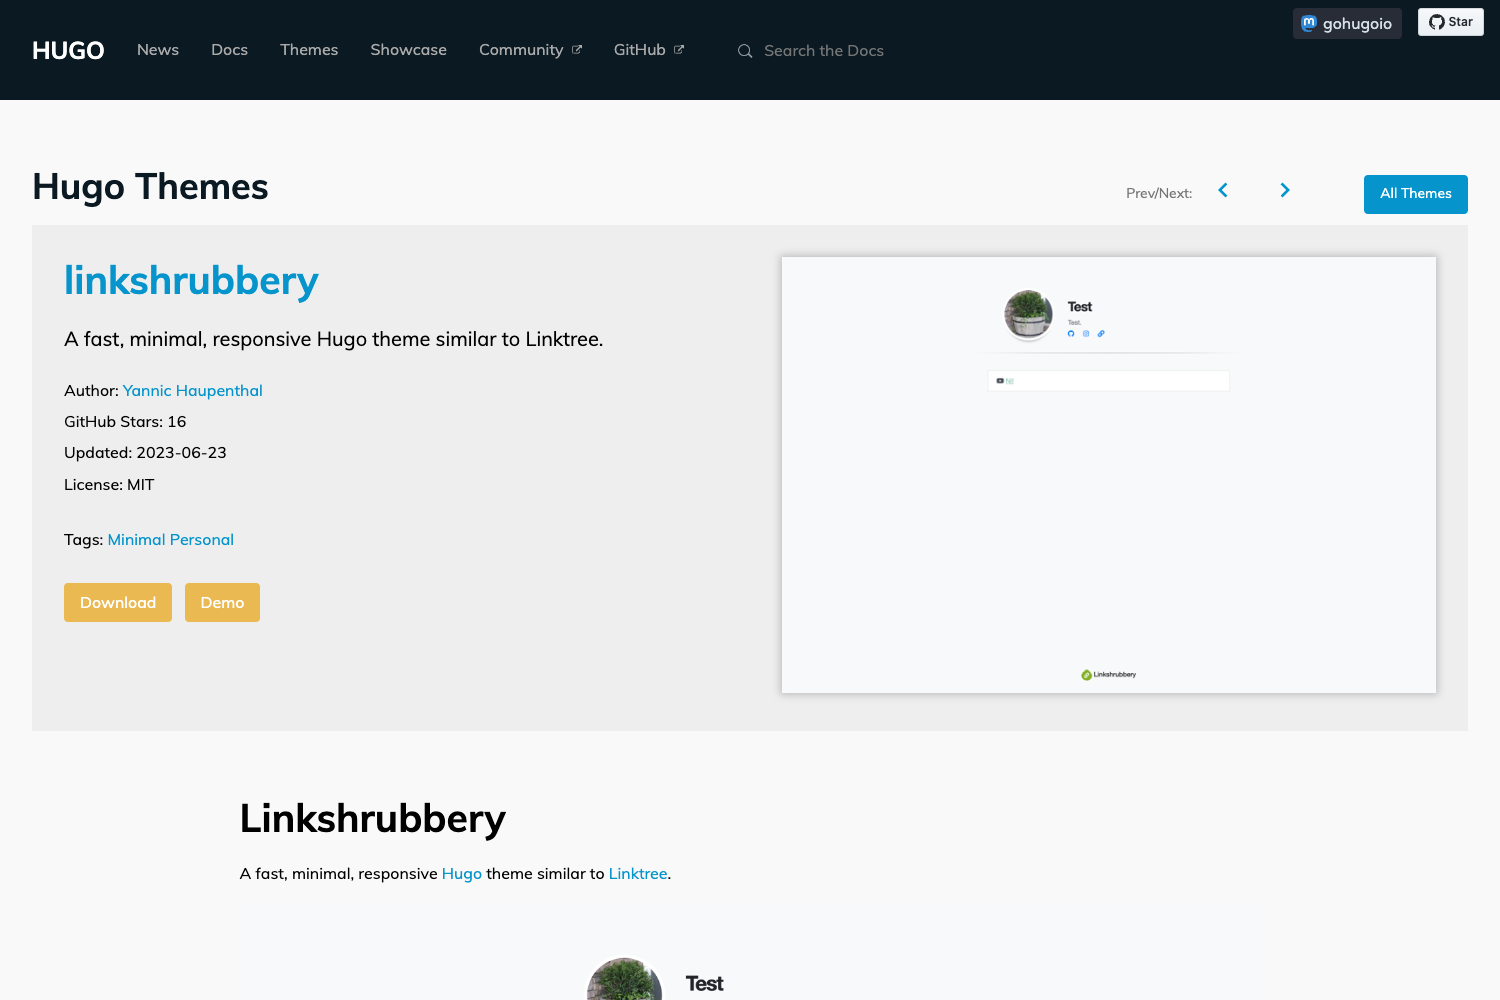 HUGO
News
Docs
Themes
Showcase
Community
GitHub
Search the Docs
gohugoio
Star
Hugo Themes
Prev/Next:
All Themes
linkshrubbery
A fast, minimal, responsive Hugo theme similar to Linktree.
Author: Yannic Haupenthal
GitHub Stars: 16
Updated: 2023-06-23
License: MIT
Tags: Minimal Personal
Download
Demo
Test
Test.
Linkshrubbery
Linkshrubbery
A fast, minimal, responsive Hugo theme similar to Linktree.
Test